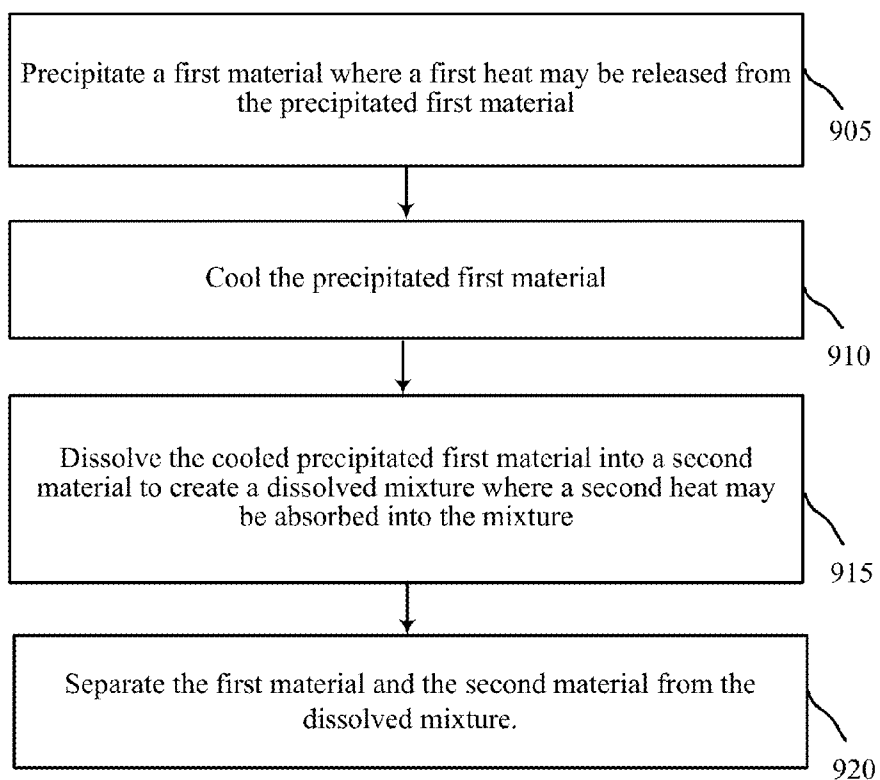 Precipitate a first material where a first heat may be released from
the precipitated first material
905
Cool the precipitated first material
910
Dissolve the cooled precipitated first material into a second
material to create a dissolved mixture where a second heat may
be absorbed into the mixture
915
Separate the first material and the second material from the
dissolved mixture.
920